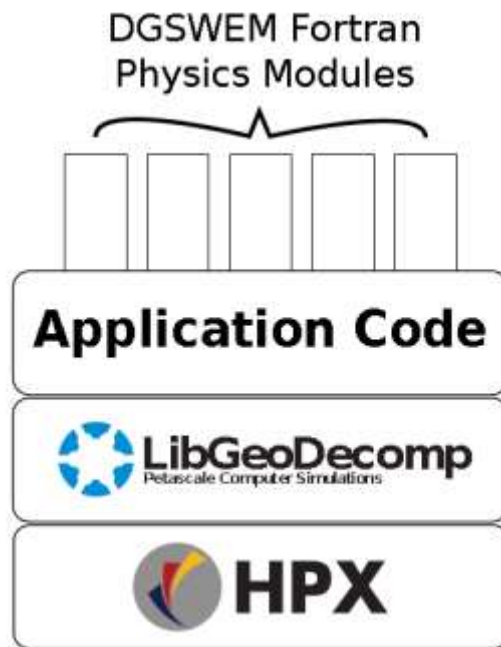 DGSWEM Fortran
Physics Modules
Application Code
LibGeoDecomp
Petascale Computer Simulations
HPX